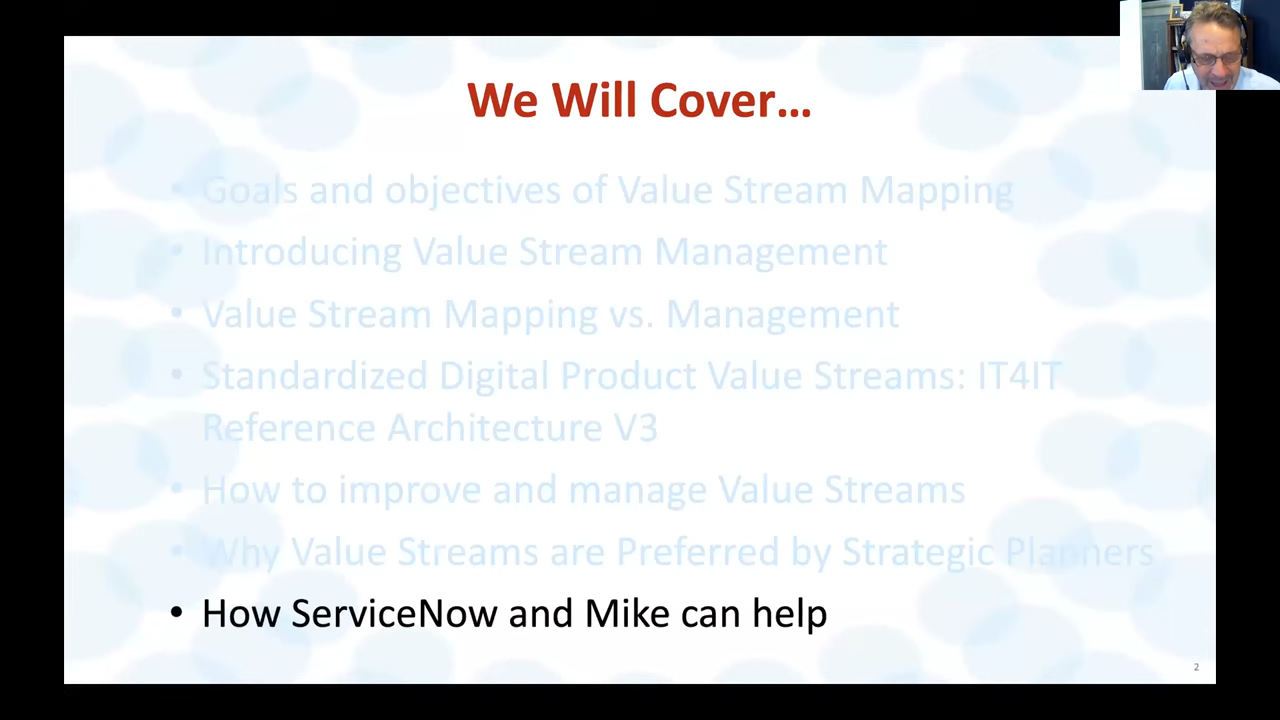 We Will Cover...
• Goals and objectives of Value Stream Mapping
• Introducing Value Stream Management
• Value Stream Mapping vs. Management
• Standardized Digital Product Value Streams: IT4IT
Reference Architecture V3
• How to improve and manage Value Streams
• Why Value Streams are Preferred by Strategic Planners
• How ServiceNow and Mike can help
2